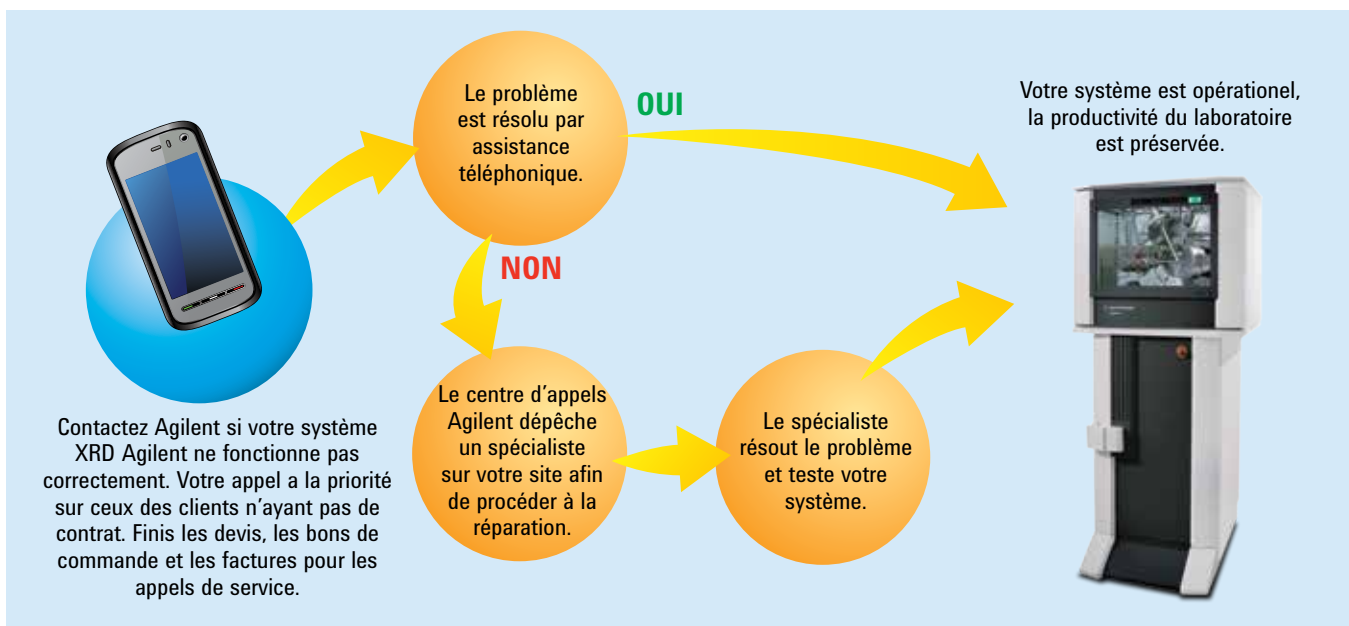 Le problème
est résolu par
assistance
téléphonique.
OUI
Votre système est opérationel,
la productivité du laboratoire
est préservée.
NON
Contactez Agilent si votre système
XRD Agilent ne fonctionne pas
correctement. Votre appel a la priorité
sur ceux des clients n'ayant pas de
contrat. Finis les devis, les bons de
commande et les factures pour les
appels de service.
Le centre d'appels
Agilent dépêche
un spécialiste
sur votre site afin
de procéder à la
réparation.
Le spécialiste
résout le problème
et teste votre
système.